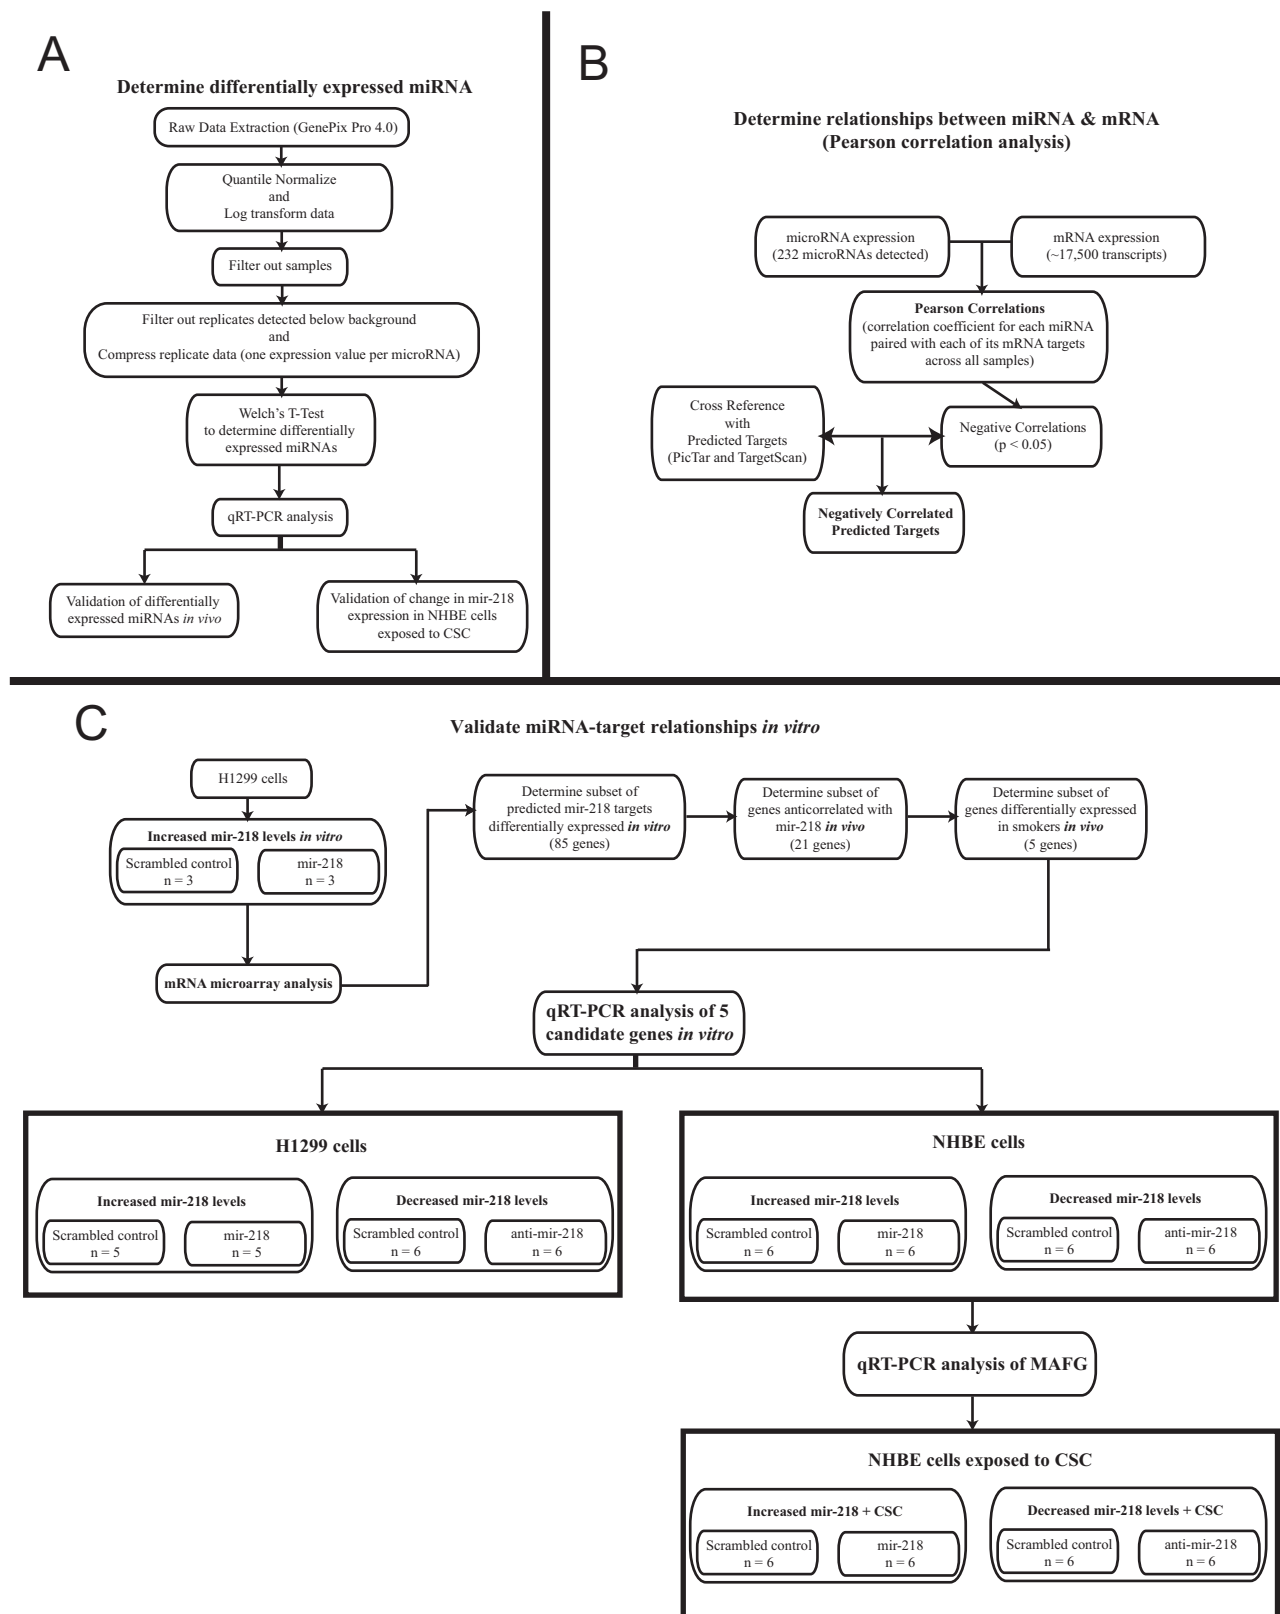 A
Determine differentially expressed miRNA
Raw Data Extraction (GenePix Pro 4.0)
Quantile Normalize
and
Log transform data
Filter out samples
Filter out replicates detected below background
and
Compress replicate data (one expression value per microRNA)
Welch's T-Test
to determine differentially
expressed miRNAs
qRT-PCR analysis
Validation of differentially
expressed miRNAs in vivo
Validation of change in mir-218
expression in NHBE cells
exposed to CSC
B
Determine relationships between miRNA & mRNA
(Pearson correlation analysis)
microRNA expression
(232 microRNAs detected)
mRNA expression
(~17,500 transcripts)
Pearson Correlations
(correlation coefficient for each miRNA
paired with each of its mRNA targets
across all samples)
Cross Reference
with
Predicted Targets
(PicTar and TargetScan)
Negative Correlations
(p < 0.05)
Negatively Correlated
Predicted Targets
C
Validate miRNA-target relationships in vitro
H1299 cells
Increased mir-218 levels in vitro
Scrambled control
n = 3
mir-218
n = 3
mRNA microarray analysis
Determine subset of
predicted mir-218 targets
differentially expressed in vitro
(85 genes)
Determine subset of
genes anticorrelated with
mir-218 in vivo
(21 genes)
Determine subset of
genes differentially expressed
in smokers in vivo
(5 genes)
qRT-PCR analysis of 5
candidate genes in vitro
H1299 cells
Increased mir-218 levels
Scrambled control
n = 5
mir-218
n = 5
Decreased mir-218 levels
Scrambled control
n = 6
anti-mir-218
n = 6
NHBE cells
Increased mir-218 levels
Scrambled control
n = 6
mir-218
n = 6
Decreased mir-218 levels
Scrambled control
n = 6
anti-mir-218
n = 6
qRT-PCR analysis of MAFG
NHBE cells exposed to CSC
Increased mir-218 + CSC
Scrambled control
n = 6
mir-218
n = 6
Decreased mir-218 levels + CSC
Scrambled control
n = 6
anti-mir-218
n = 6